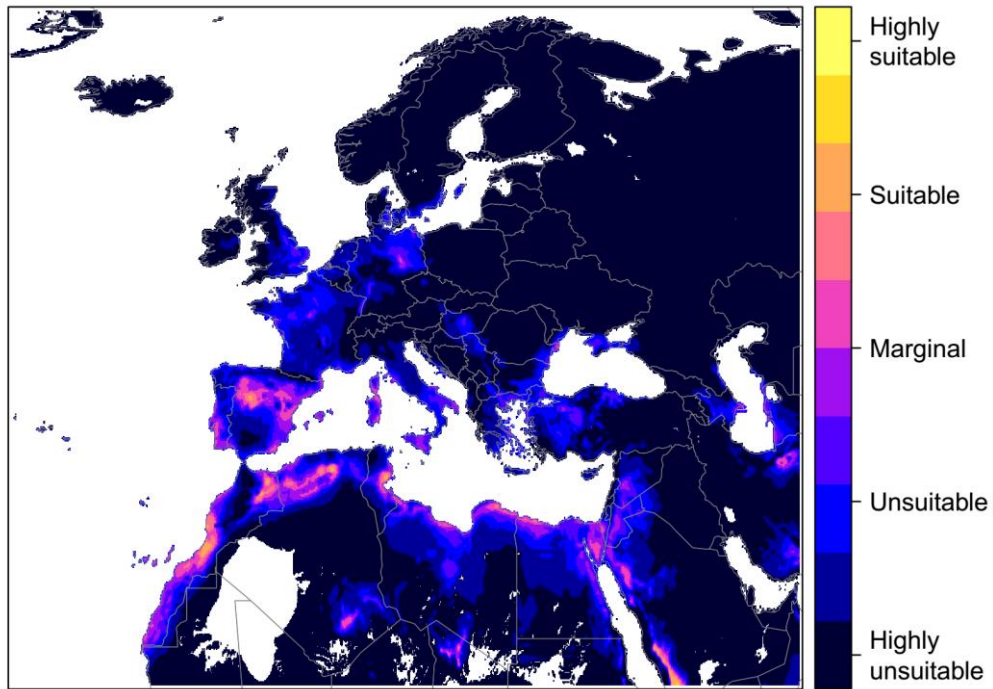 Highly
suitable
Suitable
Marginal
Unsuitable
Highly
unsuitable